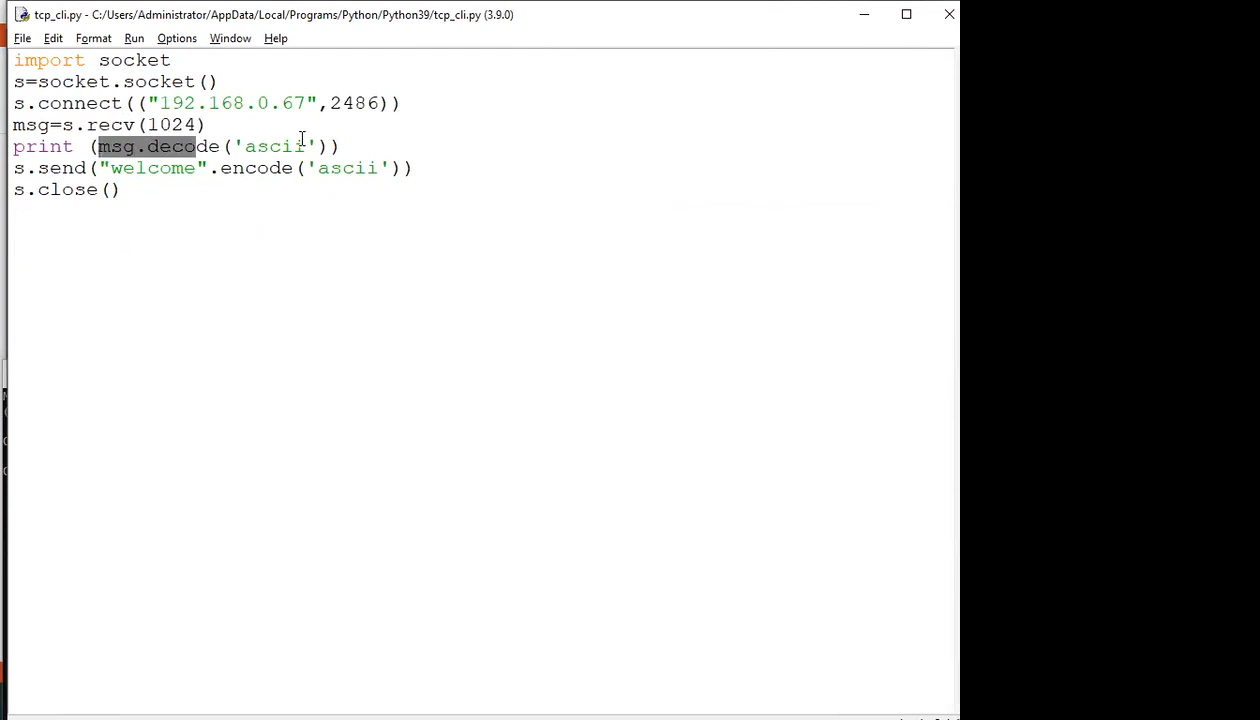 tcp_cli.py - C:/Users/Administrator/AppData/Local/Programs/Python/Python39/tcp_cli.py (3.9.0)
File Edit Format Run Options Window Help
import socket
s=socket.socket()
s.connect(("192.168.0.67",2486))
msg=s.recv(1024)
print (msg.decode('ascii'))
s.send("welcome".encode('ascii'))
s.close()